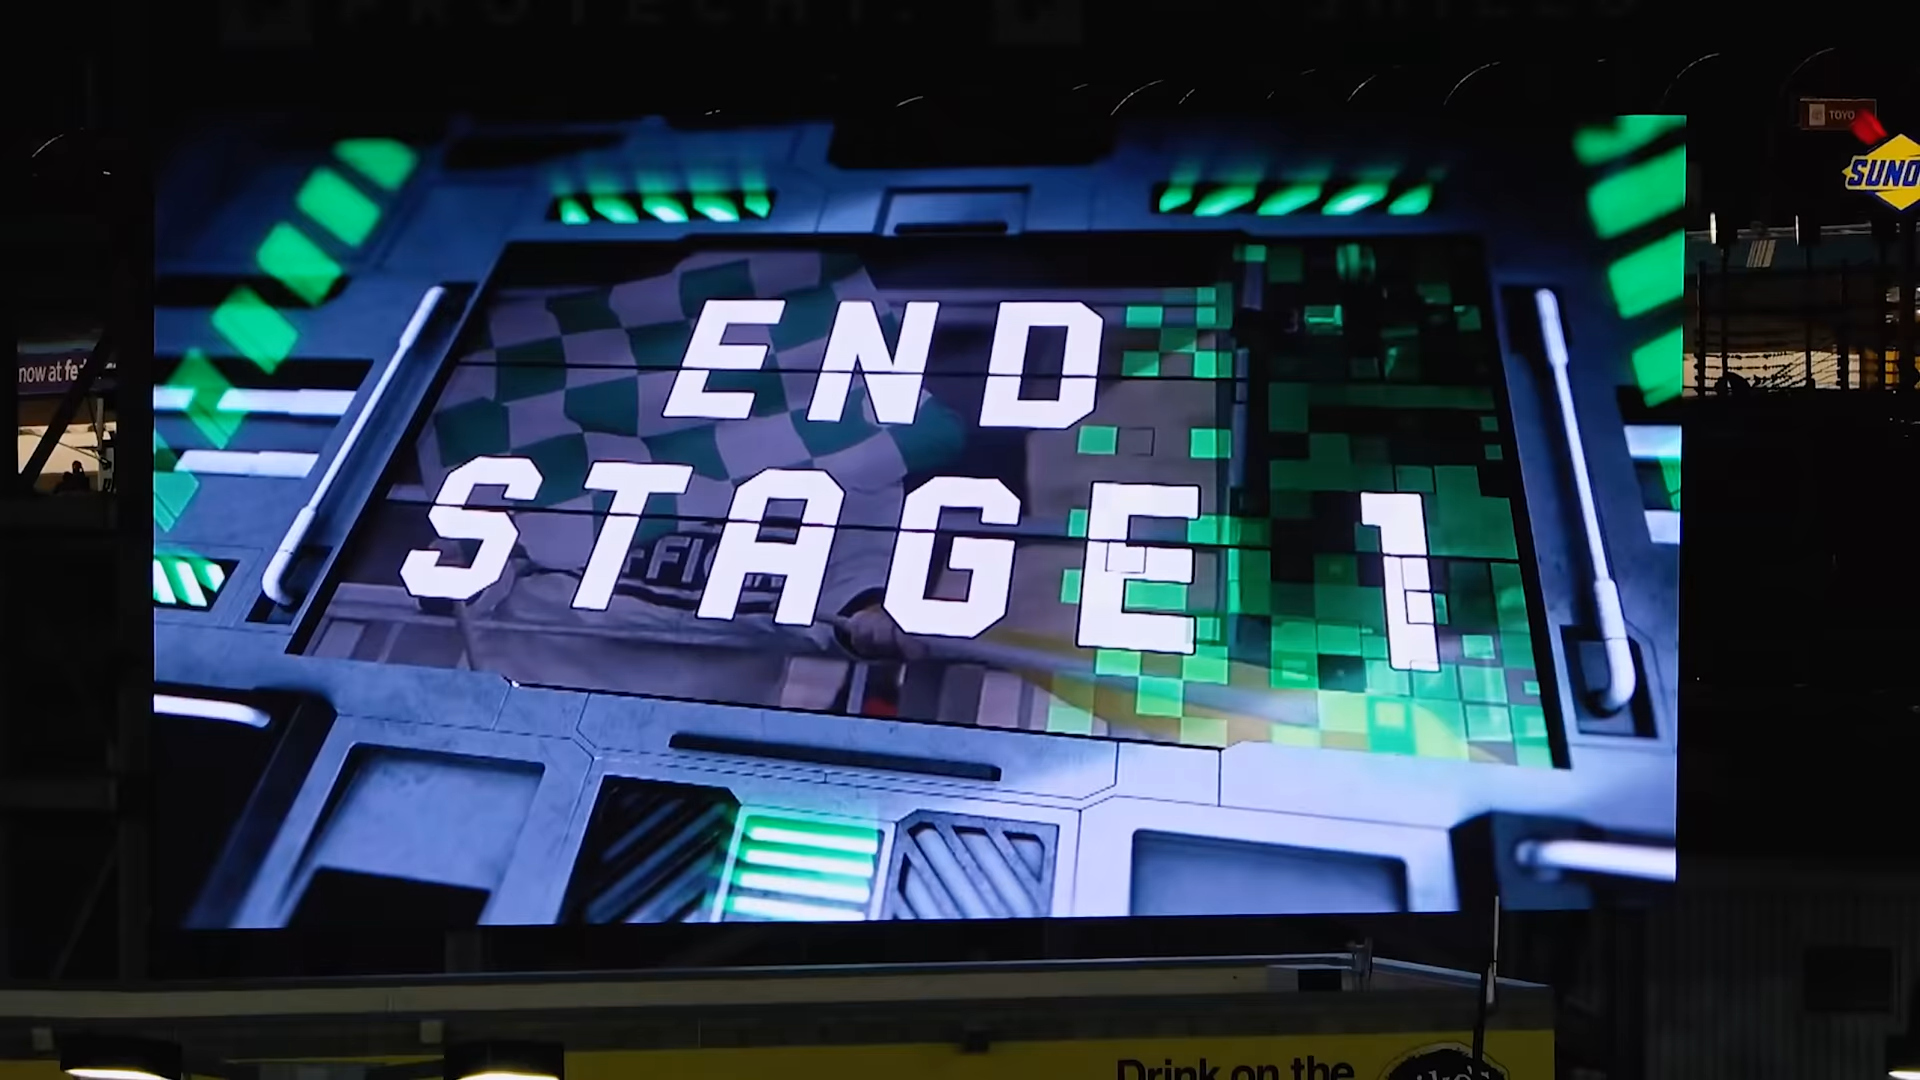 TOYO
SUNO
now at fe
END
STAGE 1
Drink on the